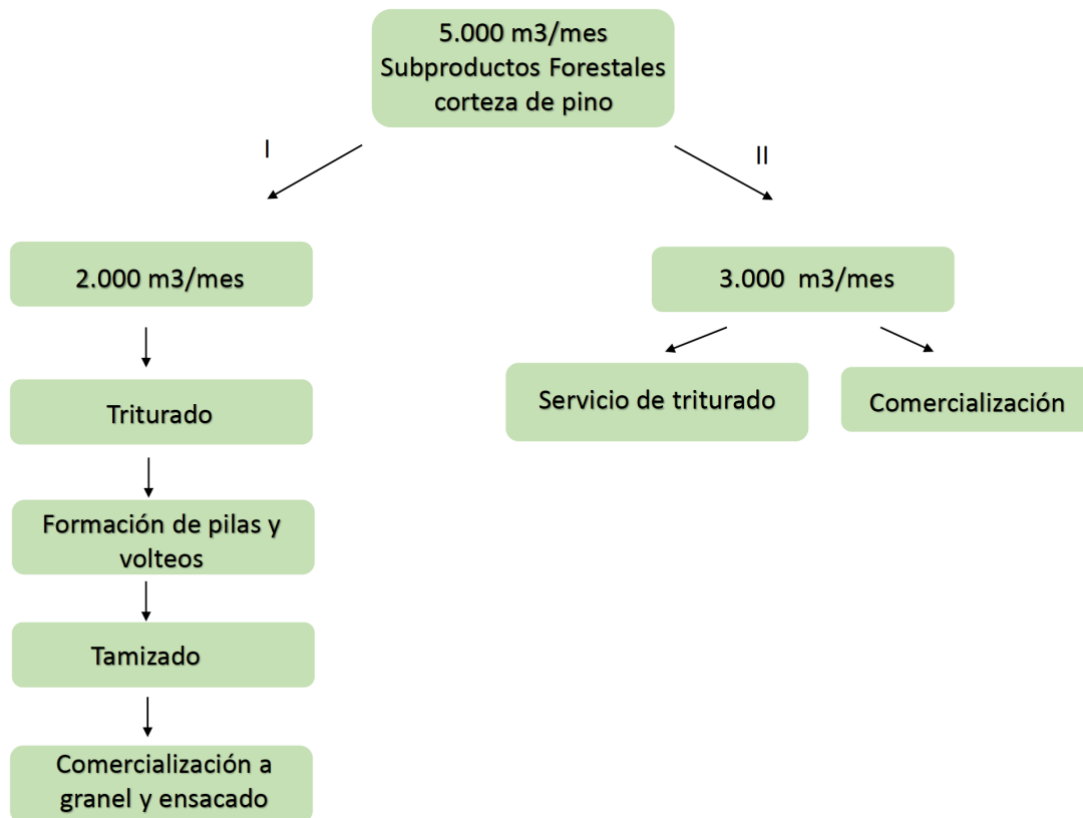 5.000 m3/mes
Subproductos Forestales
corteza de pino
I
II
2.000 m3/mes
3.000 m3/mes
Triturado
Servicio de triturado
Comercialización
Formación de pilas y
volteos
Tamizado
Comercialización a
granel y ensacado